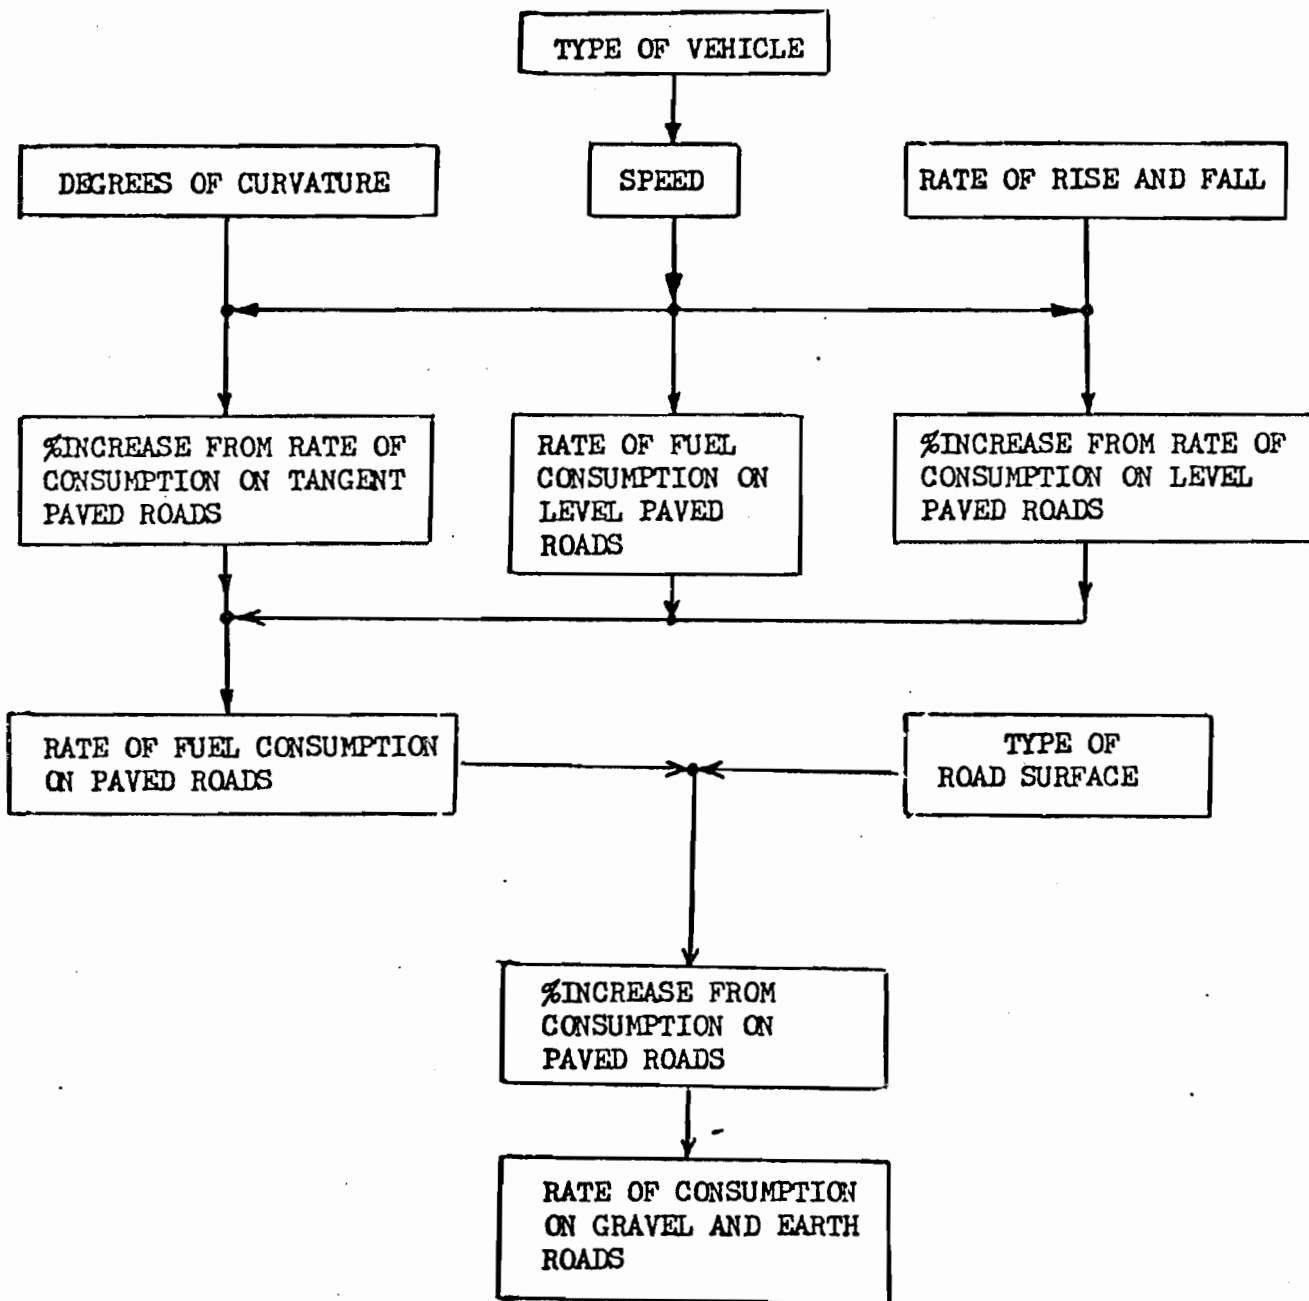 TYPE OF VEHICLE
DEGREES OF CURVATURE
SPEED
RATE OF RISE AND FALL
%INCREASE FROM RATE OF
CONSUMPTION ON TANGENT
PAVED ROADS
RATE OF FUEL
CONSUMPTION ON
LEVEL PAVED
ROADS
%INCREASE FROM RATE OF
CONSUMPTION ON LEVEL
PAVED ROADS
RATE OF FUEL CONSUMPTION
ON PAVED ROADS
TYPE OF
ROAD SURFACE
%INCREASE FROM
CONSUMPTION ON
PAVED ROADS
RATE OF CONSUMPTION
ON GRAVEL AND EARTH
ROADS